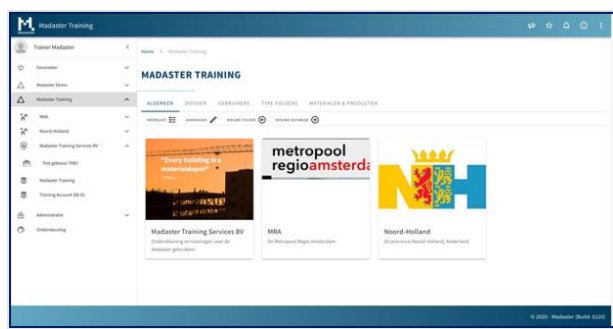 Madaster Training
Trainer Madaster
Favorieten
Madaster Demo
Madaster Training
MRA
Noord-Holland
Madaster Training Services BV
Test gebouw TABS
Madaster Training
Training Account DB-02
Administratie
Ondersteuning
Home > Madaster Training
MADASTER TRAINING
ALGEMEEN DOSSIER GEBRUIKERS TYPE FOLDERS MATERIALEN & PRODUCTEN
WEERGAVE AANPASSEN NIEUWE FOLDER NIEUWE DATABASE
"Every building is a
materialdepot"
metropool
regioamsterda
NH
Madaster Training Services BV
Ondersteuning en trainingen voor de
Madaster gebruikers
MRA
De Metropool Regio Amsterdam
Noord-Holland
De provincie Noord-Holland, Nederland
© 2020 - Madaster (Build: 6120)